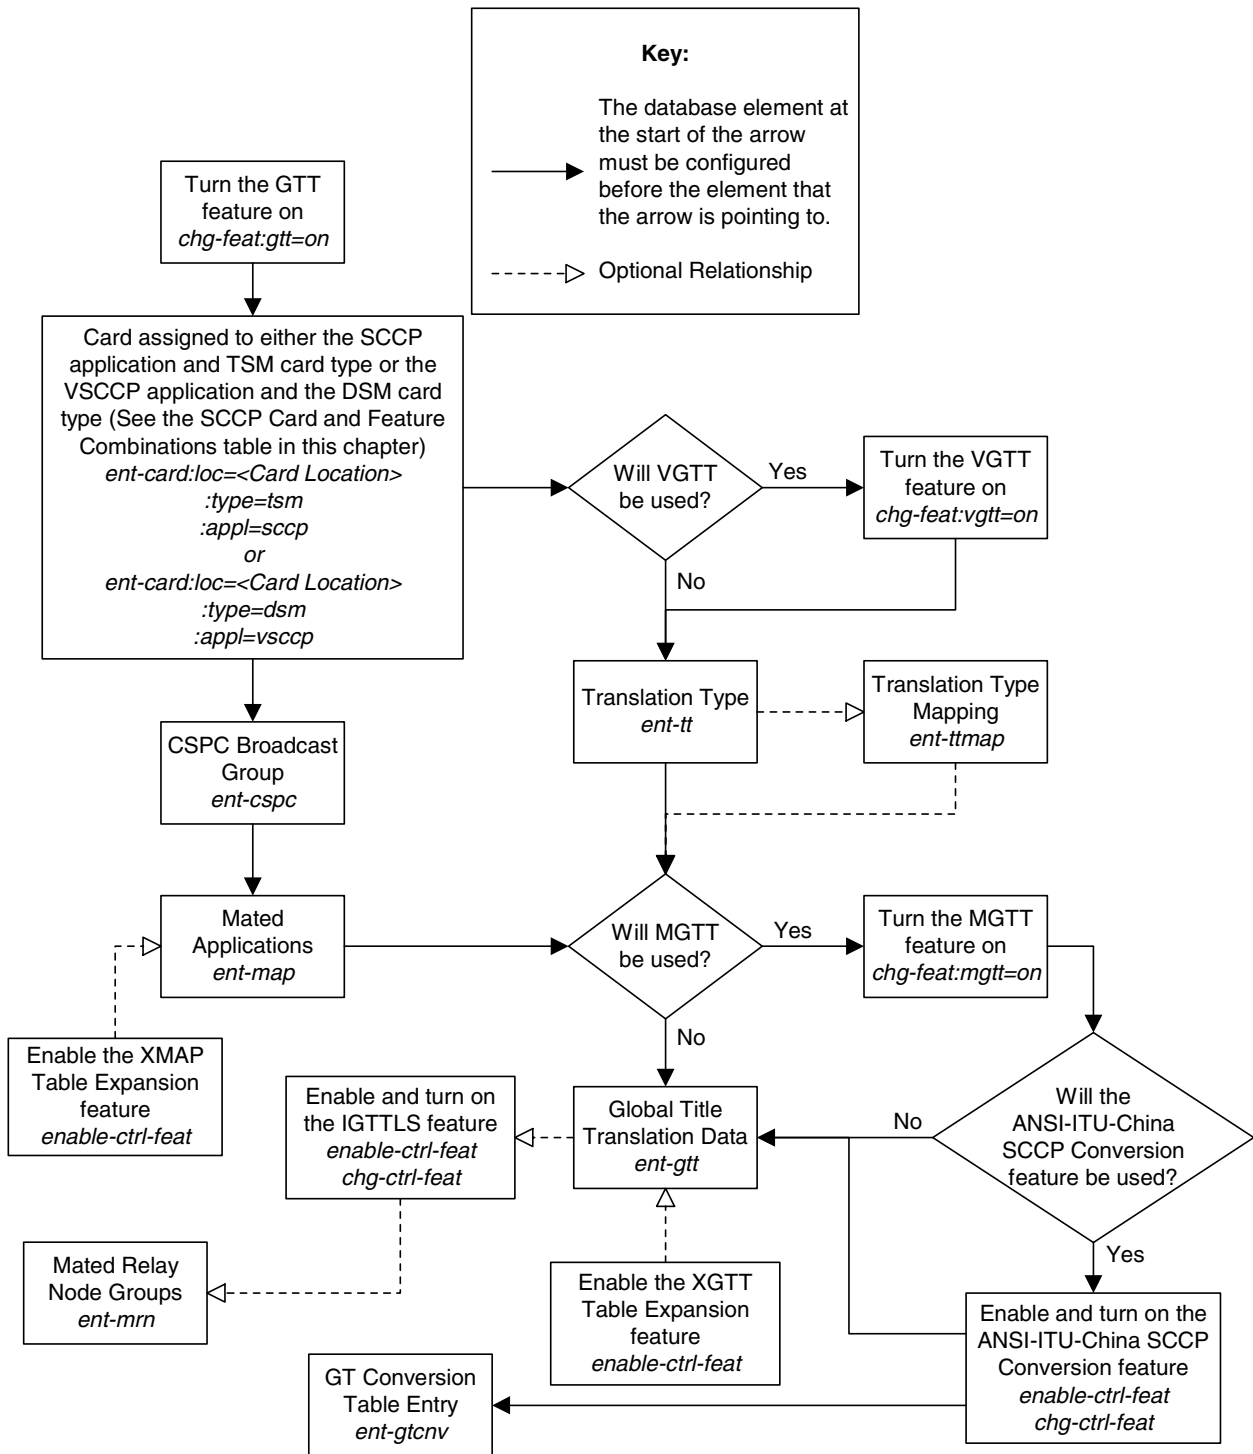 Key:
The database element at
the start of the arrow
must be configured
before the element that
the arrow is pointing to.
Optional Relationship
Turn the GTT
feature on
chg-feat:gtt=on
Card assigned to either the SCCP
application and TSM card type or the
VSCCP application and the DSM card
type (See the SCCP Card and Feature
Combinations table in this chapter)
ent-card:loc=<Card Location>
:type=tsm
:appl=sccp
or
ent-card:loc=<Card Location>
:type=dsm
:appl=vsccp
Will VGTT
be used?
Yes
No
Turn the VGTT
feature on
chg-feat:vgtt=on
Translation Type
ent-tt
Translation Type
Mapping
ent-ttmap
CSPC Broadcast
Group
ent-cspc
Mated
Applications
ent-map
Will MGTT
be used?
Yes
No
Turn the MGTT
feature on
chg-feat:mgtt=on
Enable the XMAP
Table Expansion
feature
enable-ctrl-feat
Enable and turn on
the IGTTLS feature
enable-ctrl-feat
chg-ctrl-feat
Global Title
Translation Data
ent-gtt
No
Will the
ANSI-ITU-China
SCCP Conversion
feature be used?
Yes
Mated Relay
Node Groups
ent-mrn
Enable the XGTT
Table Expansion
feature
enable-ctrl-feat
Enable and turn on the
ANSI-ITU-China SCCP
Conversion feature
enable-ctrl-feat
chg-ctrl-feat
GT Conversion
Table Entry
ent-gtcnv